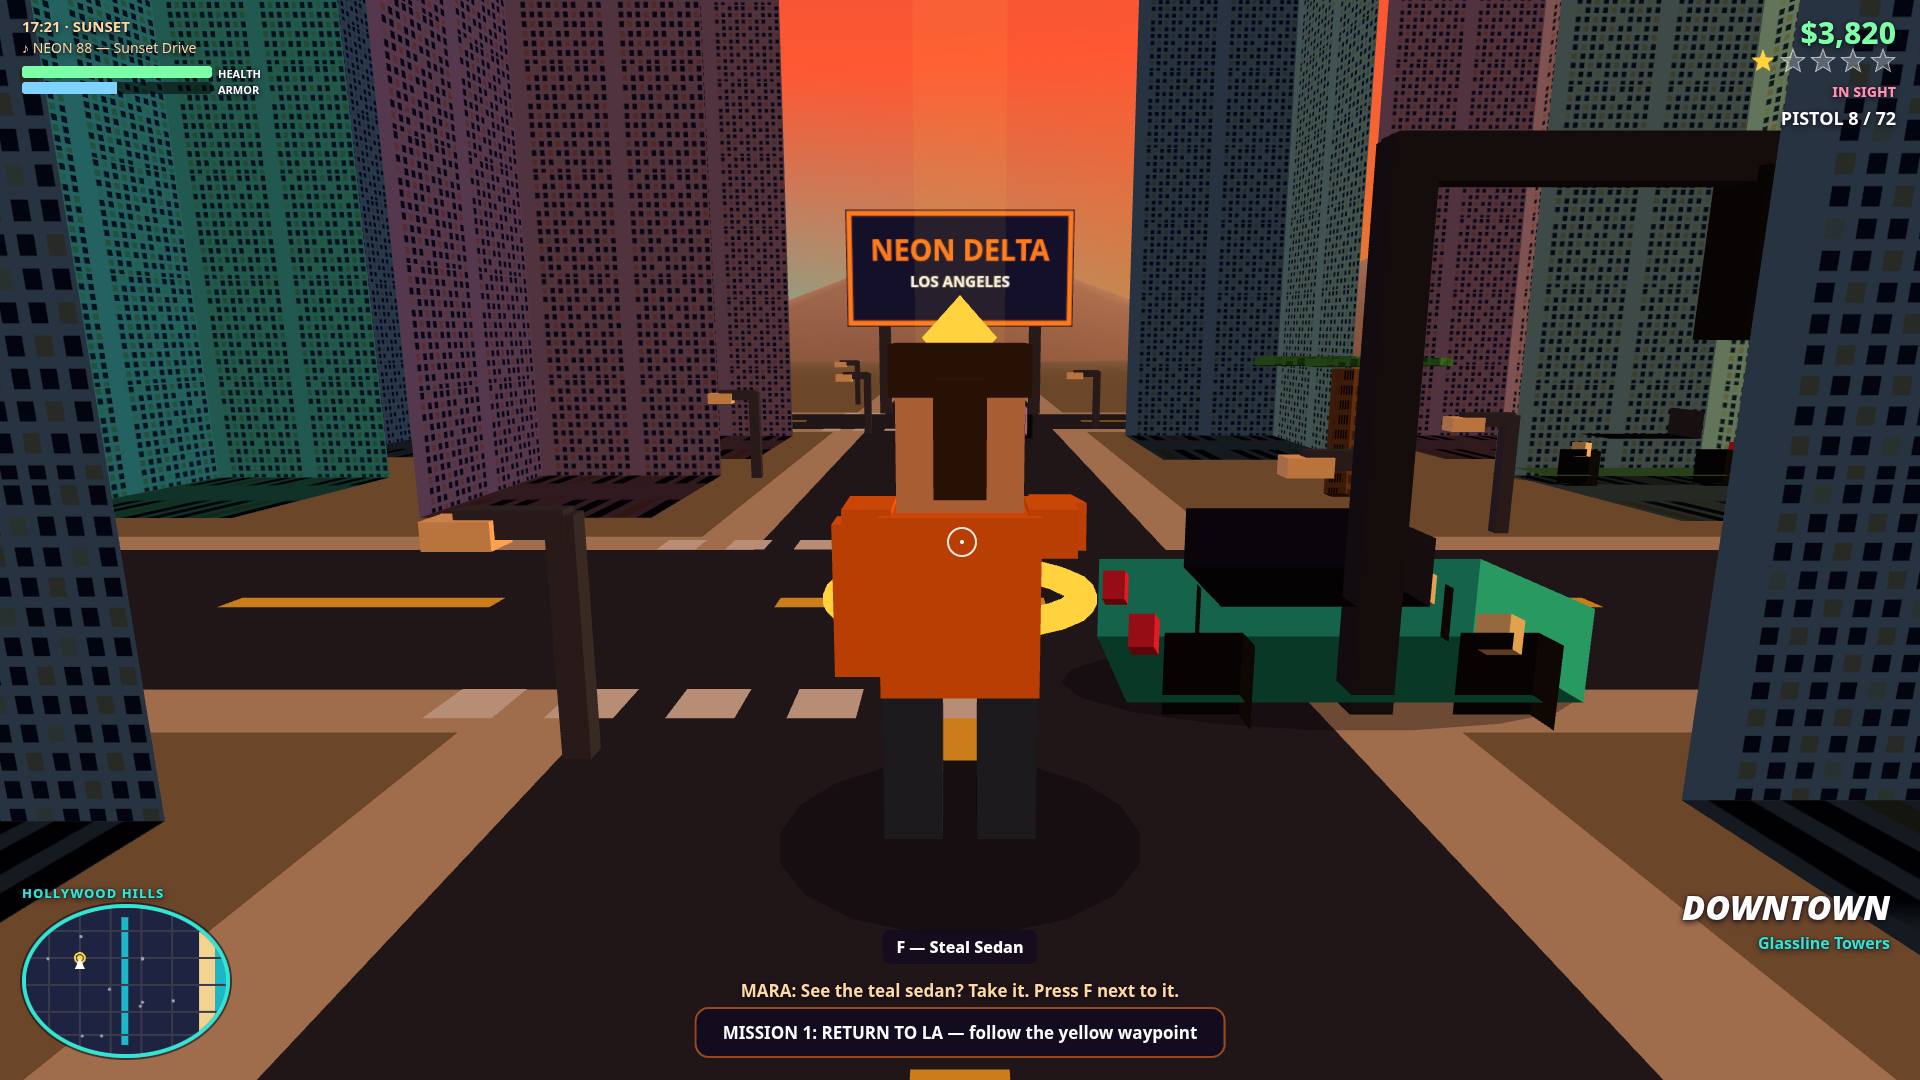 17:21 · SUNSET
♪ NEON 88 — Sunset Drive
HEALTH
ARMOR
$3,820
IN SIGHT
PISTOL 8 / 72
NEON DELTA
LOS ANGELES
HOLLYWOOD HILLS
DOWNTOWN
Glassline Towers
F — Steal Sedan
MARA: See the teal sedan? Take it. Press F next to it.
MISSION 1: RETURN TO LA — follow the yellow waypoint